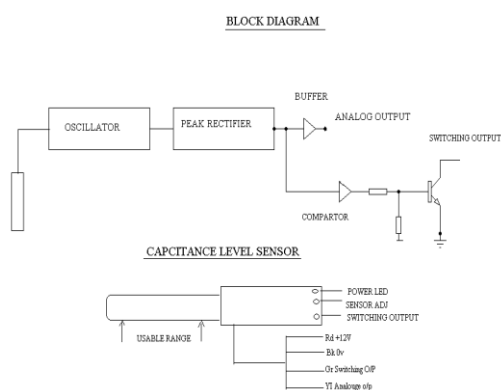 BLOCK DIAGRAM
BUFFER
ANALOG OUTPUT
OSCILLATOR
PEAK RECTIFIER
SWITCHING OUTPUT
COMPARTOR
CAPCITANCE LEVEL SENSOR
POWER LED
SENSOR ADJ
SWITCHING OUTPUT
USABLE RANGE
Rd +12V
Bk 0v
Gr Switching O/P
Yl Analouge o/p